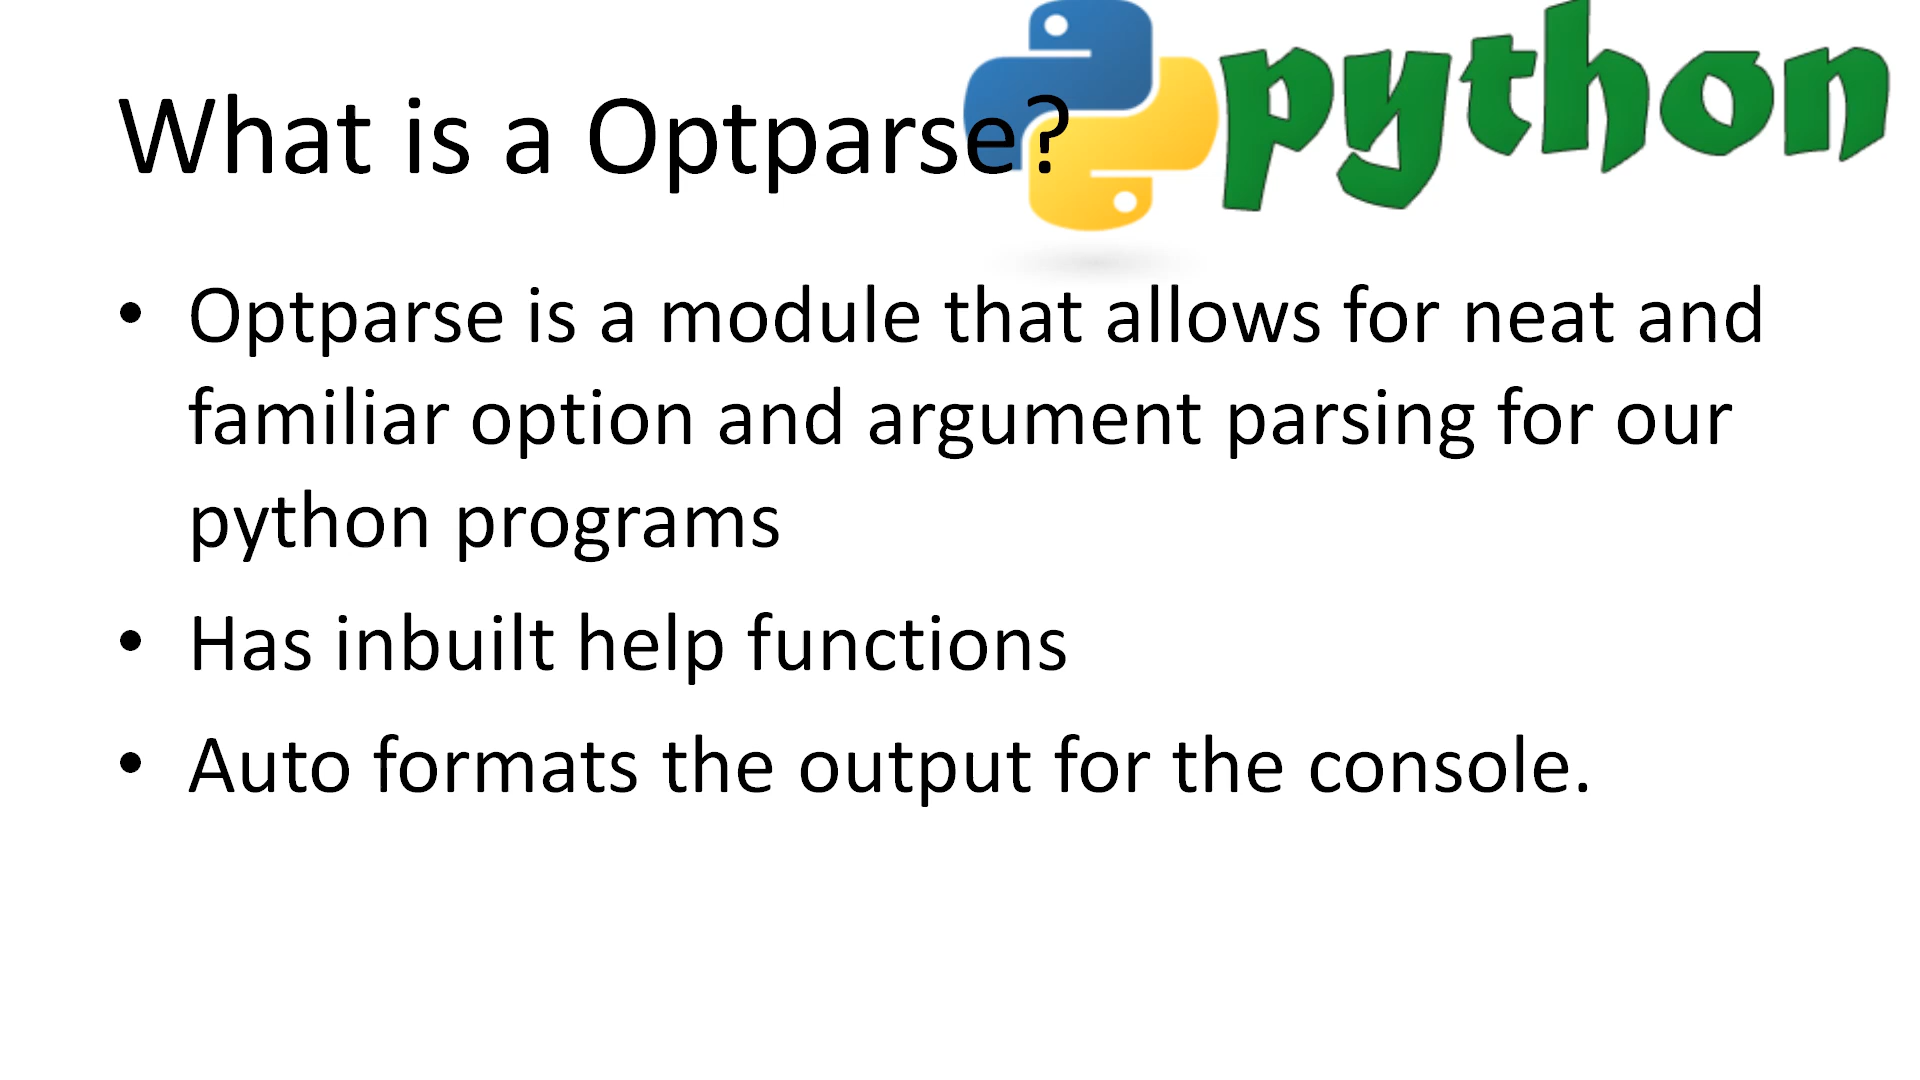 python
What is a Optparse?
• Optparse is a module that allows for neat and
familiar option and argument parsing for our
python programs
• Has inbuilt help functions
• Auto formats the output for the console.